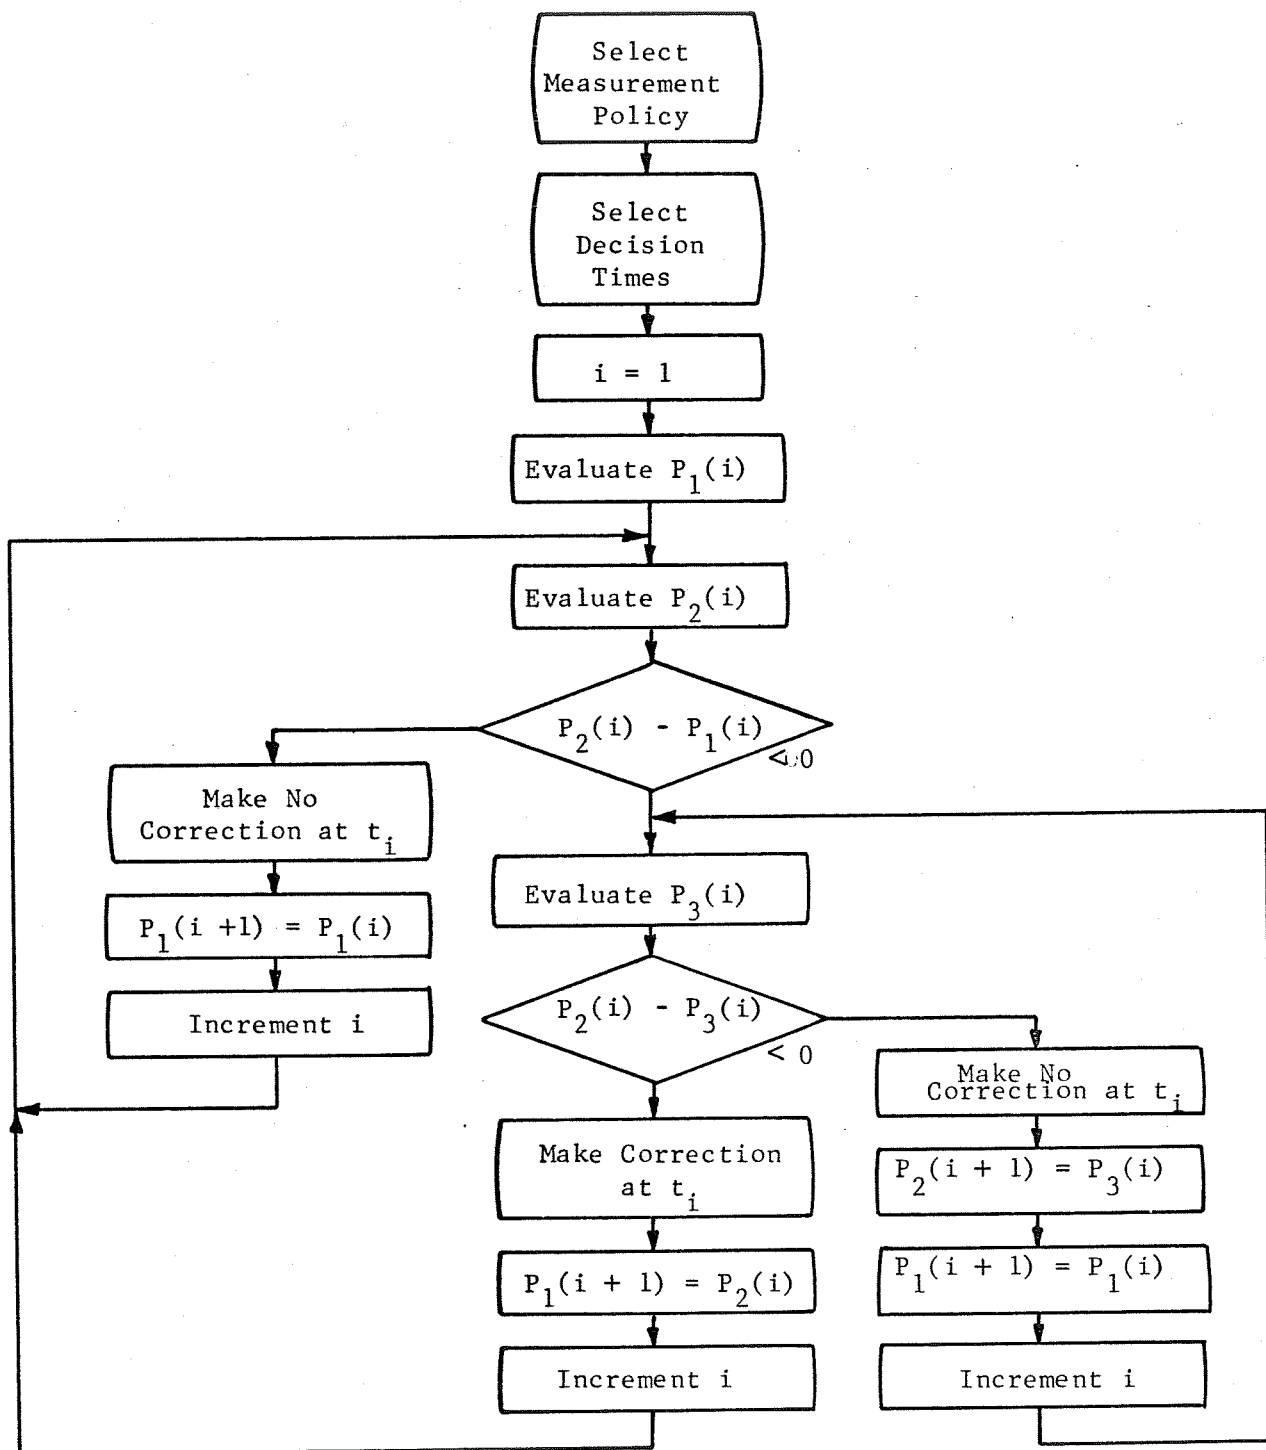 Select
Measurement
Policy
Select
Decision
Times
i = 1
Evaluate P₁(i)
Evaluate P₂(i)
P₂(i) - P₁(i)
< 0
Make No
Correction at tᵢ
P₁(i +1) = P₁(i)
Increment i
Evaluate P₃(i)
P₂(i) - P₃(i)
< 0
Make No
Correction at tᵢ
P₂(i + 1) = P₃(i)
P₁(i + 1) = P₁(i)
Increment i
Make Correction
at tᵢ
P₁(i + 1) = P₂(i)
Increment i